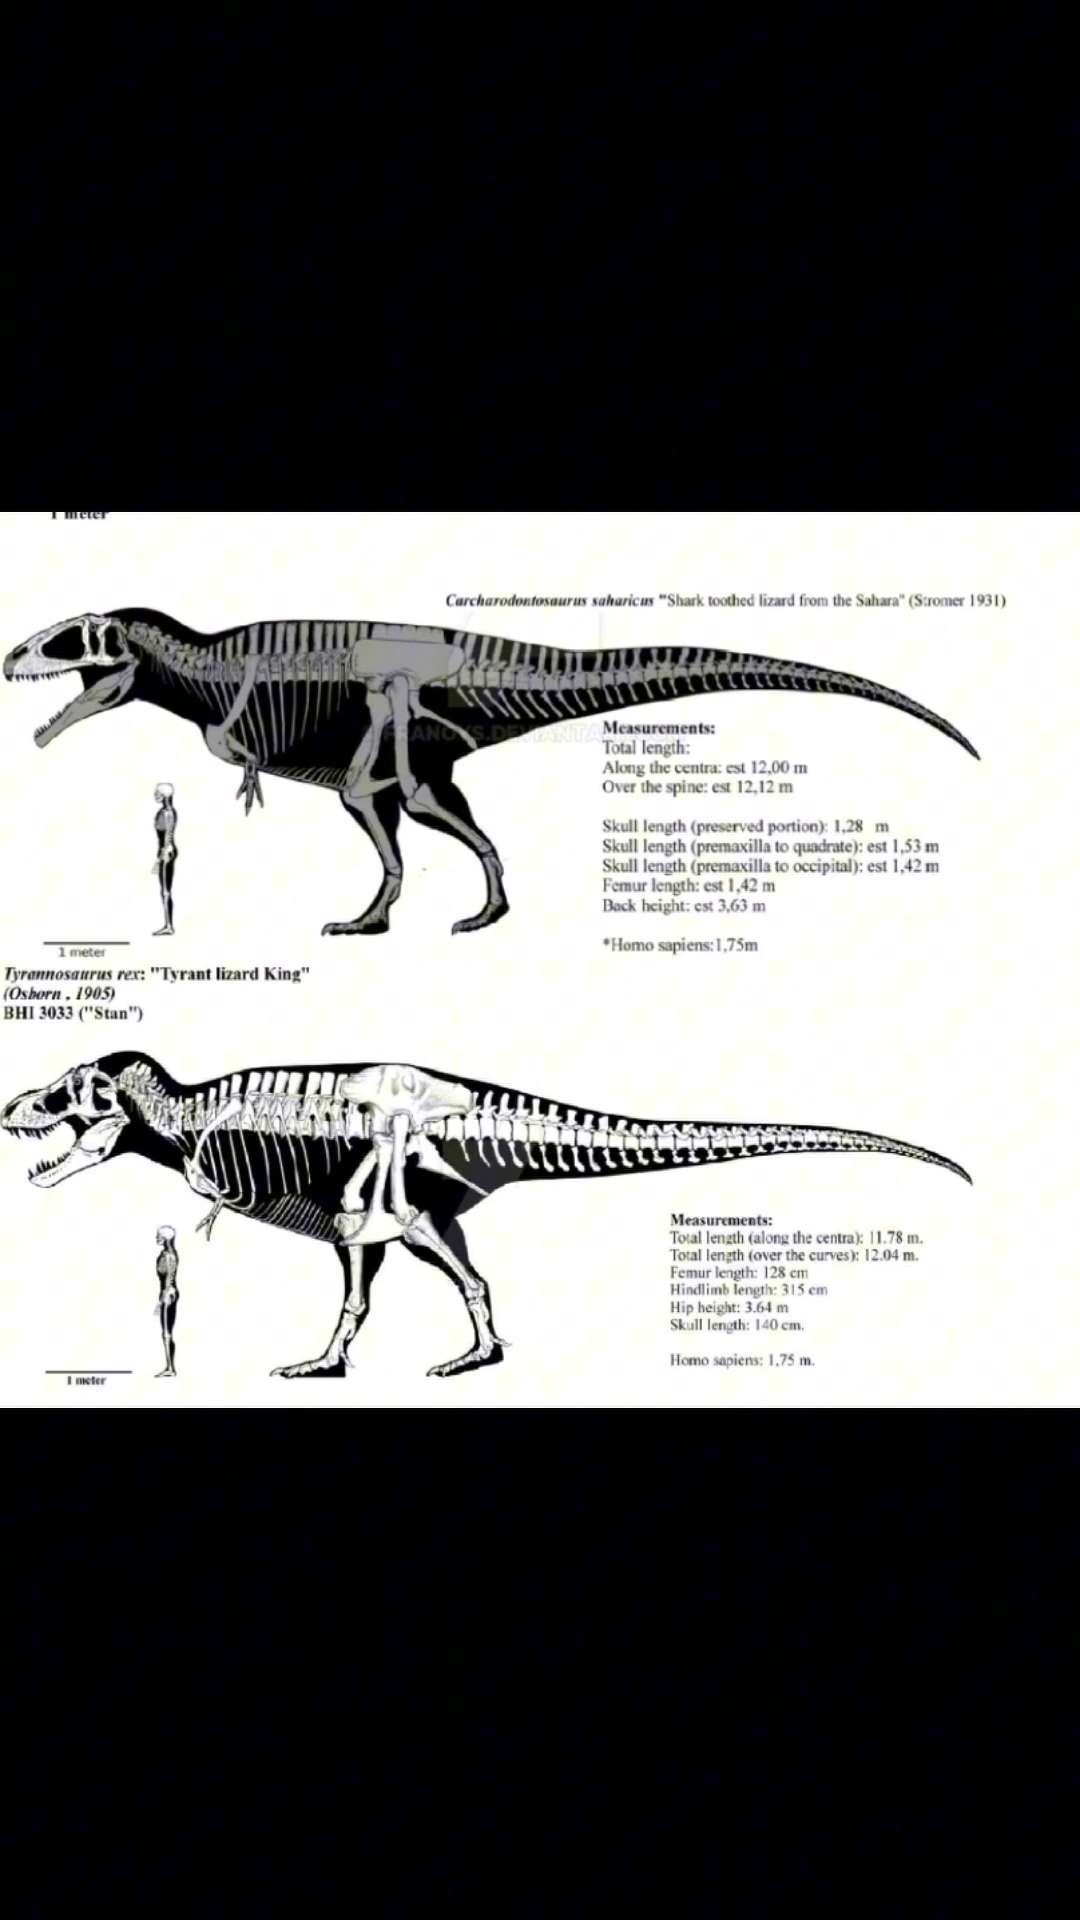 1 meter
Carcharodontosaurus saharicus "Shark toothed lizard from the Sahara" (Stromer 1931)
Measurements:
Total length:
Along the centra: est 12,00 m
Over the spine: est 12,12 m
Skull length (preserved portion): 1,28 m
Skull length (premaxilla to quadrate): est 1,53 m
Skull length (premaxilla to occipital): est 1,42 m
Femur length: est 1,42 m
Back height: est 3,63 m
*Homo sapiens:1,75m
1 meter
Tyrannosaurus rex: "Tyrant lizard King"
(Osborn , 1905)
BHI 3033 ("Stan")
Measurements:
Total length (along the centra): 11.78 m.
Total length (over the curves): 12.04 m.
Femur length: 128 cm
Hindlimb length: 315 cm
Hip height: 3.64 m
Skull length: 140 cm.
Homo sapiens: 1,75 m.
1 meter